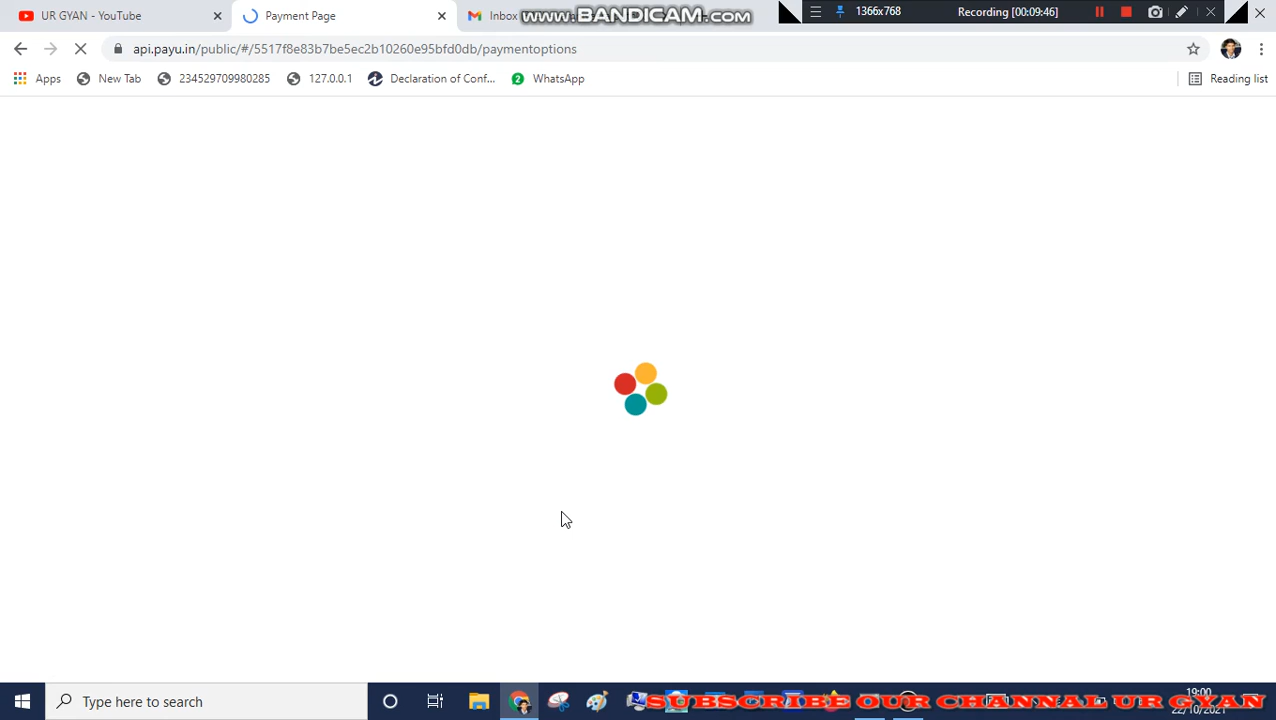 UR GYAN - YouTube
Payment Page
Inbox
WWW.BANDICAM.COM
1366x768
Recording [00:09:46]
api.payu.in/public/#/5517f8e83b7be5ec2b10260e95bfd0db/paymentoptions
Apps
New Tab
234529709980285
127.0.0.1
Declaration of Conf...
2
WhatsApp
Reading list
Type here to search
SUBSCRIBE OUR CHANNAL UR GYAN
19:00
22/10/2021